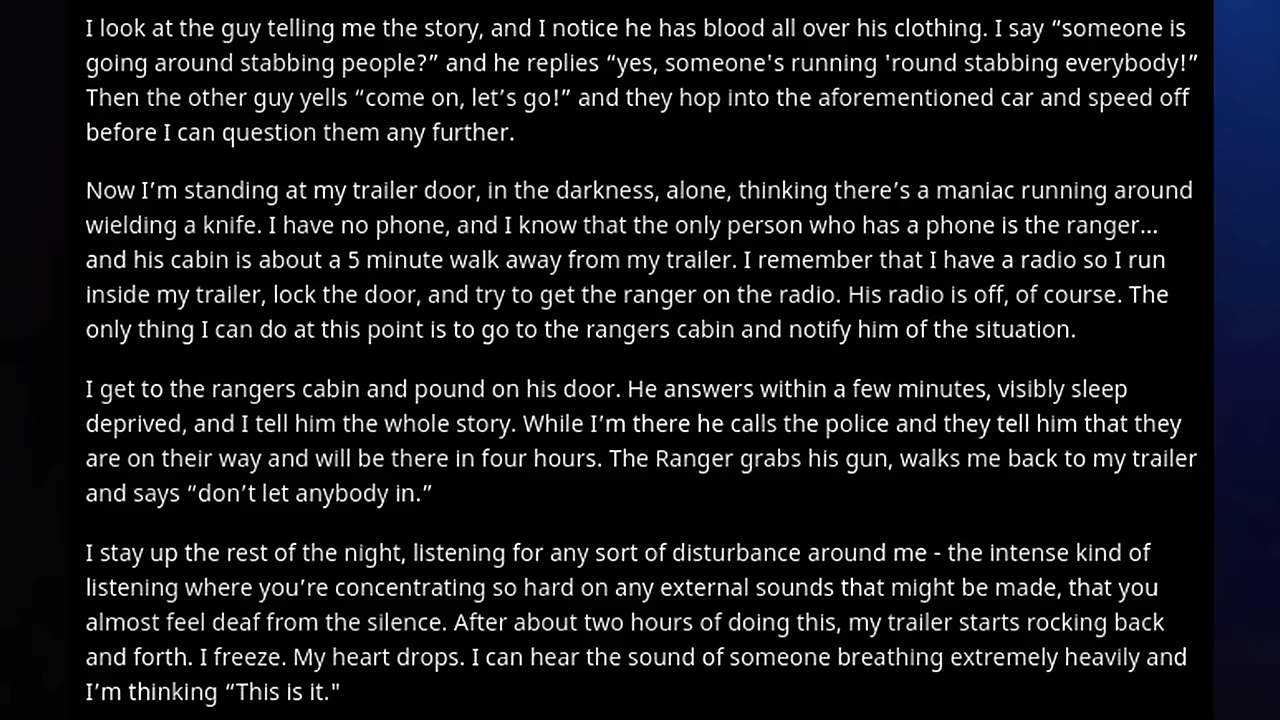 I look at the guy telling me the story, and I notice he has blood all over his clothing. I say “someone is
going around stabbing people?” and he replies “yes, someone's running 'round stabbing everybody!”
Then the other guy yells “come on, let’s go!” and they hop into the aforementioned car and speed off
before I can question them any further.
Now I’m standing at my trailer door, in the darkness, alone, thinking there’s a maniac running around
wielding a knife. I have no phone, and I know that the only person who has a phone is the ranger...
and his cabin is about a 5 minute walk away from my trailer. I remember that I have a radio so I run
inside my trailer, lock the door, and try to get the ranger on the radio. His radio is off, of course. The
only thing I can do at this point is to go to the rangers cabin and notify him of the situation.
I get to the rangers cabin and pound on his door. He answers within a few minutes, visibly sleep
deprived, and I tell him the whole story. While I’m there he calls the police and they tell him that they
are on their way and will be there in four hours. The Ranger grabs his gun, walks me back to my trailer
and says “don’t let anybody in.”
I stay up the rest of the night, listening for any sort of disturbance around me - the intense kind of
listening where you’re concentrating so hard on any external sounds that might be made, that you
almost feel deaf from the silence. After about two hours of doing this, my trailer starts rocking back
and forth. I freeze. My heart drops. I can hear the sound of someone breathing extremely heavily and
I’m thinking “This is it."